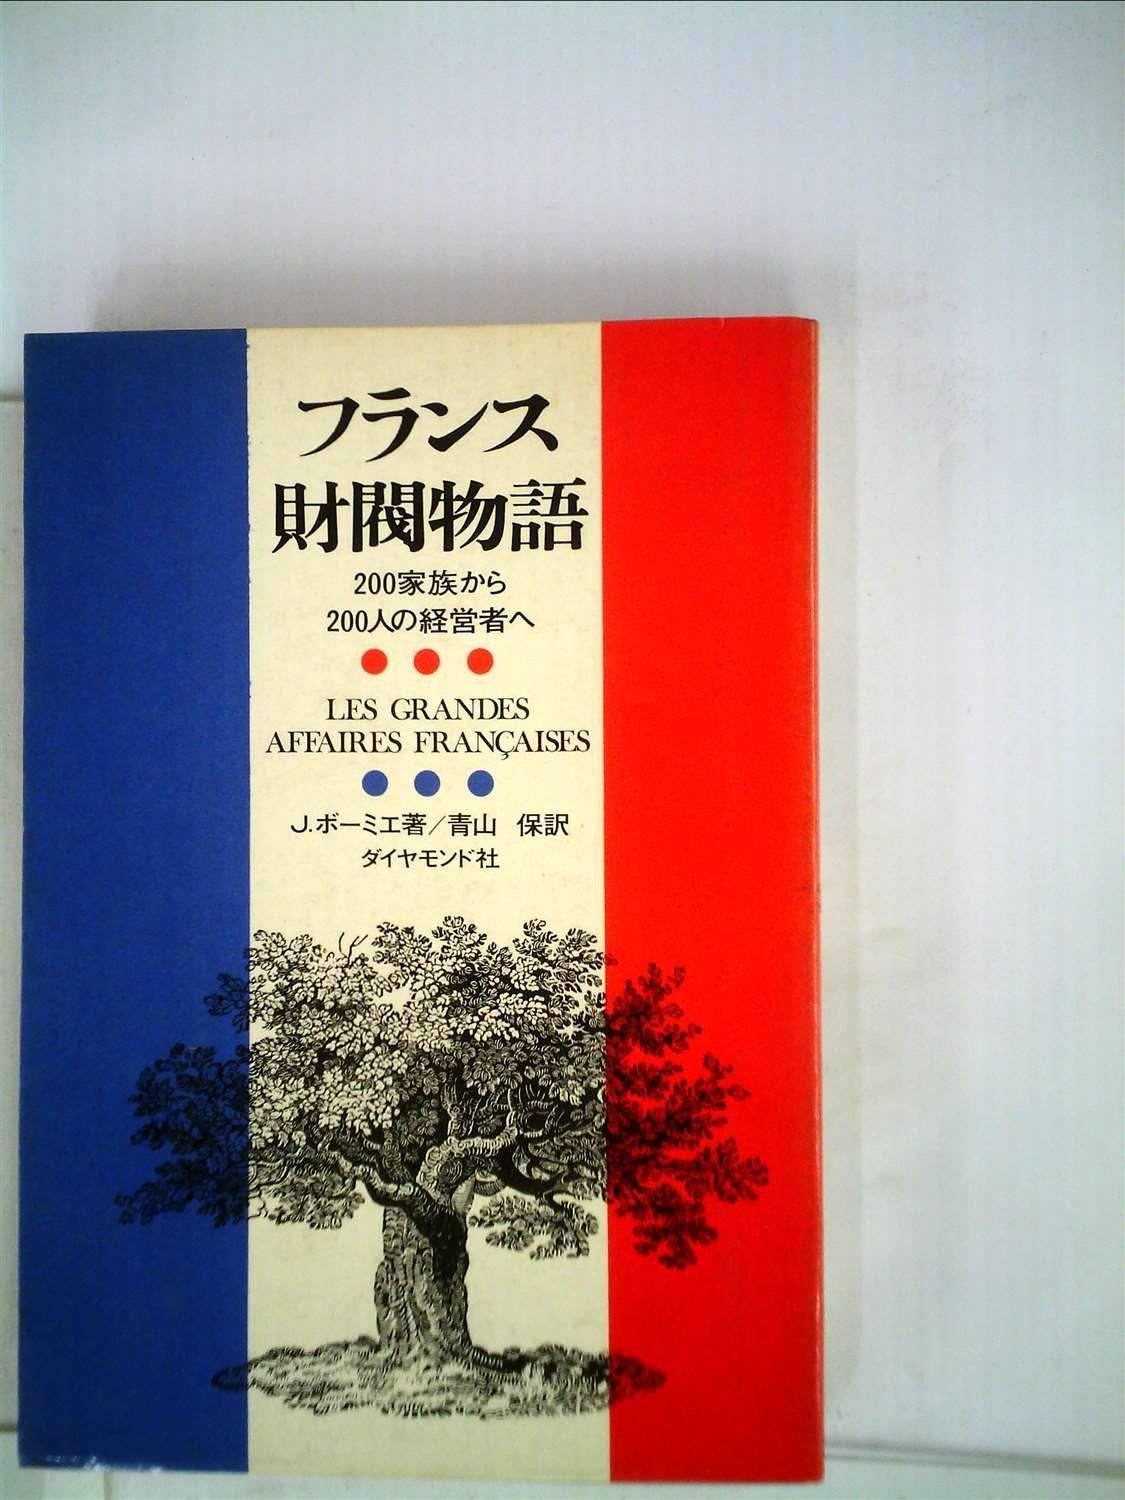 フランス
財閥物語
200家族から
200人の経営者へ
LES GRANDES
AFFAIRES FRANÇAISES
J.ボーミエ著/青山 保訳
ダイヤモンド社